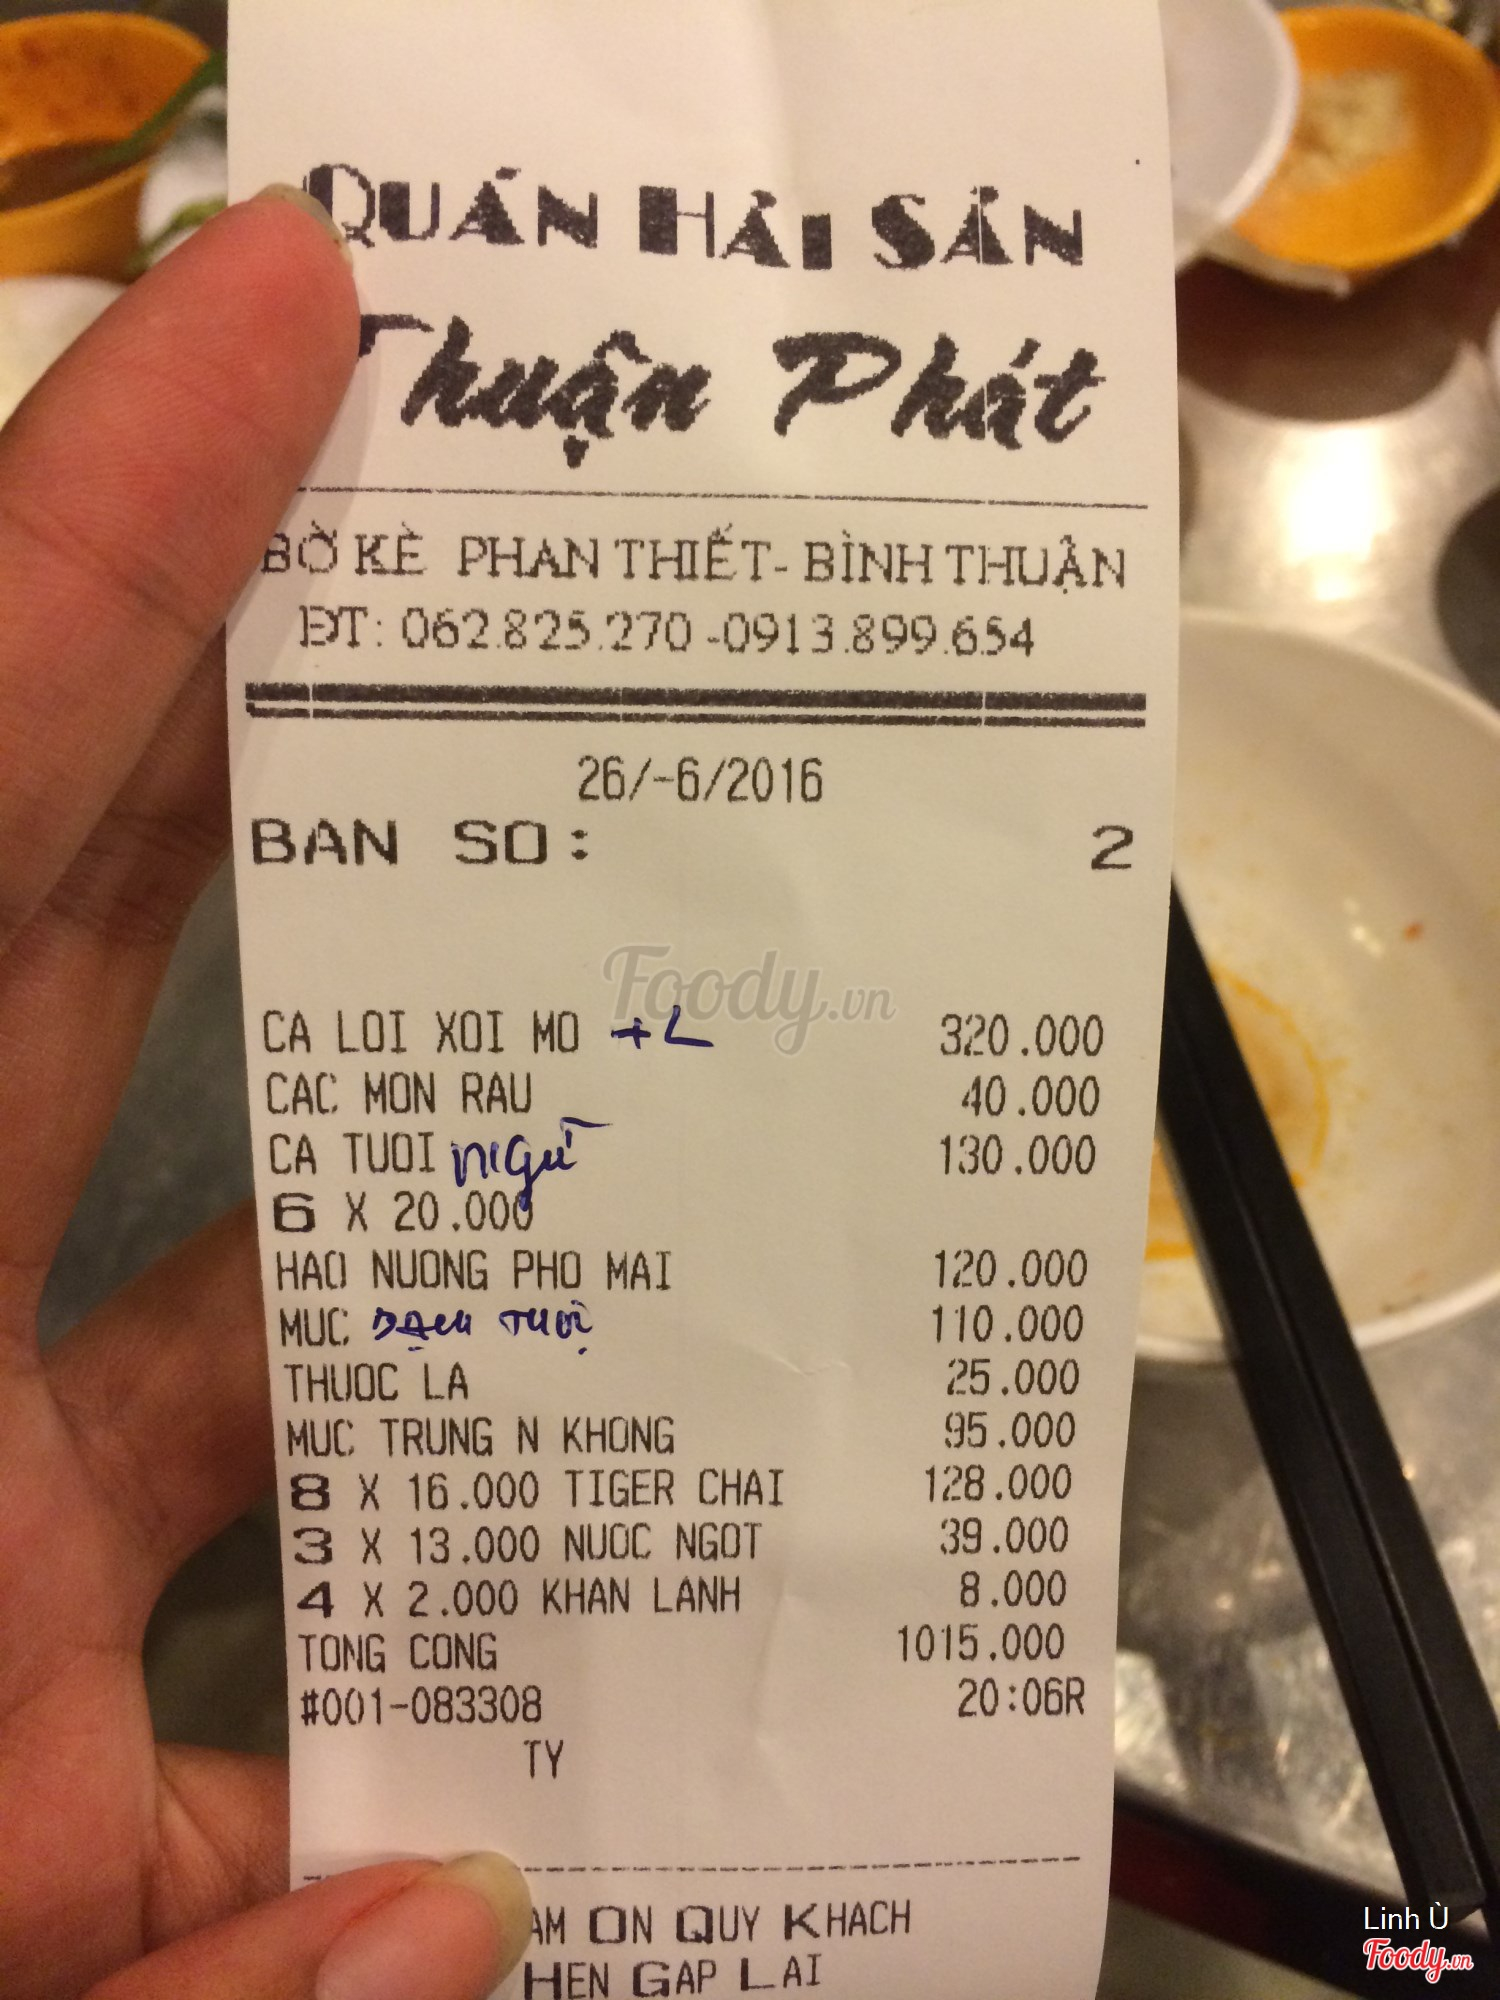 QUÁN HẢI SẢN
Thuận Phát
BỜ KÈ PHAN THIẾT- BÌNH THUẬN
ĐT: 062.825.270 -0913.899.654
26/-6/2016
BAN SO: 2
Foody.vn
CA LOI XOI MO +L 320.000
CAC MON RAU 40.000
CA TUOI 130.000
6 X 20.000
HAO NUONG PHO MAI 120.000
MUC 110.000
THUOC LA 25.000
MUC TRUNG N KHONG 95.000
8 X 16.000 TIGER CHAI 128.000
3 X 13.000 NUOC NGOT 39.000
4 X 2.000 KHAN LANH 8.000
TONG CONG 1015.000
#001-083308 20:06R
TY
AM ON QUY KHACH
HEN GAP LAI
Linh Ù
Foody.vn